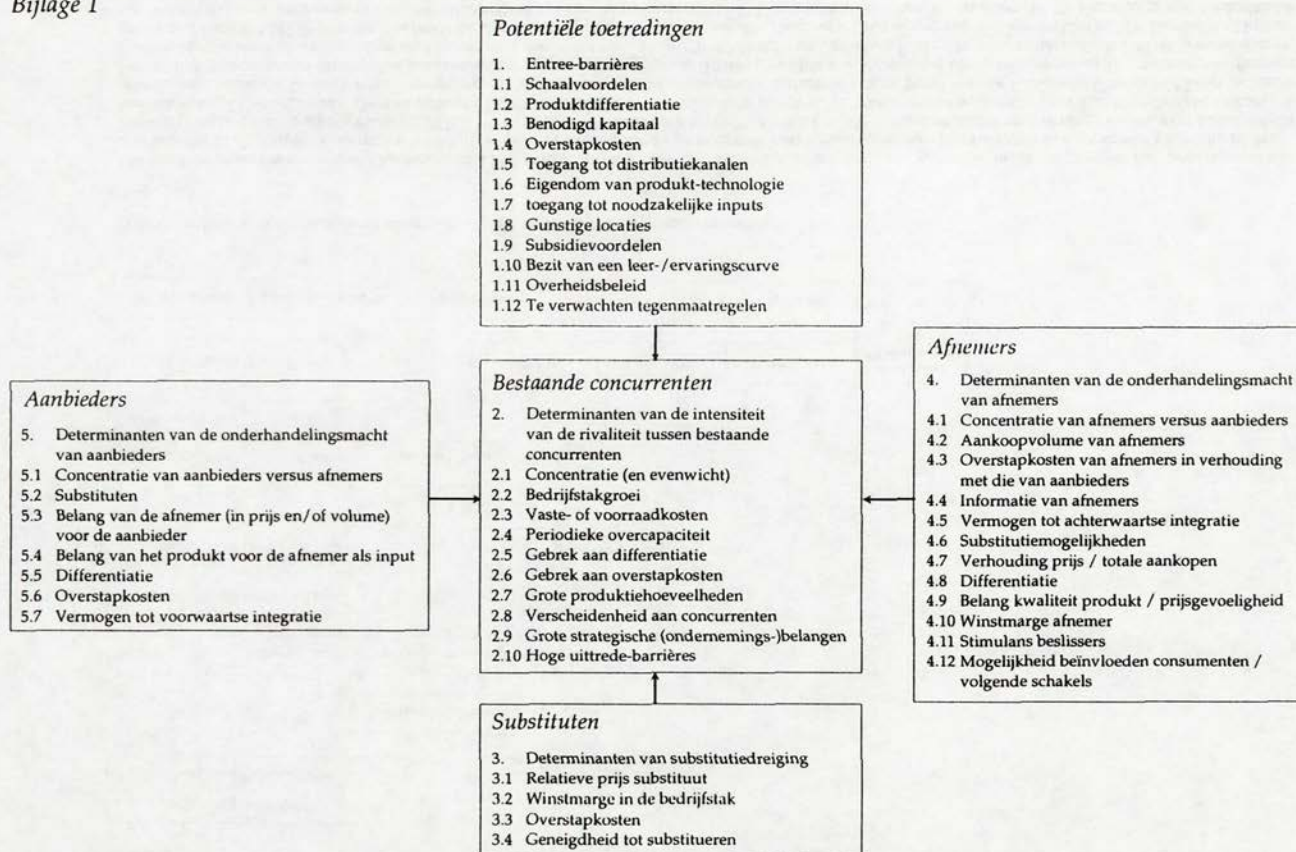 Bijlage 1
Potentiële toetredingen
1. Entree-barrières
1.1 Schaalvoordelen
1.2 Produktdifferentiatie
1.3 Benodigd kapitaal
1.4 Overstapkosten
1.5 Toegang tot distributiekanalen
1.6 Eigendom van produkt-technologie
1.7 toegang tot noodzakelijke inputs
1.8 Gunstige locaties
1.9 Subsidievoordelen
1.10 Bezit van een leer-/ervaringscurve
1.11 Overheidsbeleid
1.12 Te verwachten tegenmaatregelen
Aanbieders
5. Determinanten van de onderhandelingsmacht
van aanbieders
5.1 Concentratie van aanbieders versus afnemers
5.2 Substituten
5.3 Belang van de afnemer (in prijs en/of volume)
voor de aanbieder
5.4 Belang van het produkt voor de afnemer als input
5.5 Differentiatie
5.6 Overstapkosten
5.7 Vermogen tot voorwaartse integratie
Bestaande concurrenten
2. Determinanten van de intensiteit
van de rivaliteit tussen bestaande
concurrenten
2.1 Concentratie (en evenwicht)
2.2 Bedrijfstakgroei
2.3 Vaste- of voorraadkosten
2.4 Periodieke overcapaciteit
2.5 Gebrek aan differentiatie
2.6 Gebrek aan overstapkosten
2.7 Grote produktiehoeveelheden
2.8 Verscheidenheid aan concurrenten
2.9 Grote strategische (ondernemings-)belangen
2.10 Hoge uittrede-barrières
Afnemers
4. Determinanten van de onderhandelingsmacht
van afnemers
4.1 Concentratie van afnemers versus aanbieders
4.2 Aankoopvolume van afnemers
4.3 Overstapkosten van afnemers in verhouding
met die van aanbieders
4.4 Informatie van afnemers
4.5 Vermogen tot achterwaartse integratie
4.6 Substitutiemogelijkheden
4.7 Verhouding prijs / totale aankopen
4.8 Differentiatie
4.9 Belang kwaliteit produkt / prijsgevoeligheid
4.10 Winstmarge afnemer
4.11 Stimulans beslissers
4.12 Mogelijkheid beïnvloeden consumenten /
volgende schakels
Substituten
3. Determinanten van substitutiedreiging
3.1 Relatieve prijs substituut
3.2 Winstmarge in de bedrijfstak
3.3 Overstapkosten
3.4 Geneigdheid tot substitueren